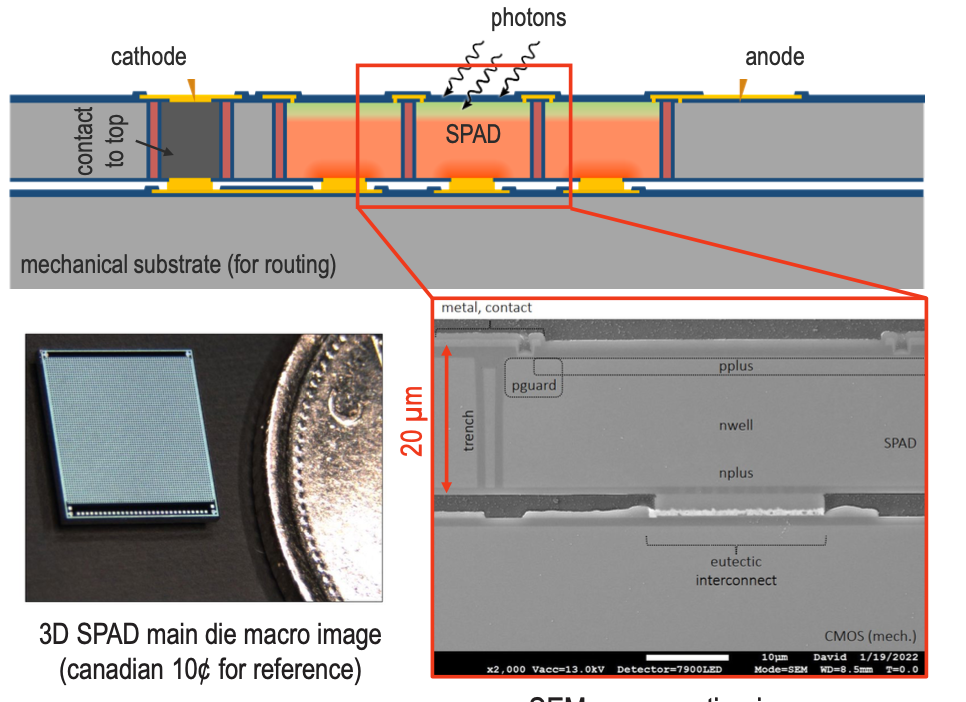 photons
cathode
anode
contact
to top
SPAD
mechanical substrate (for routing)
metal, contact
pplus
pguard
20 µm
trench
nwell
SPAD
nplus
eutectic
interconnect
CMOS (mech.)
10µm David 1/19/2022
x2,000 Vacc=13.0kV Detector=7900LED Mode=SEM WD=8.5mm T=0.0
3D SPAD main die macro image
(canadian 10¢ for reference)